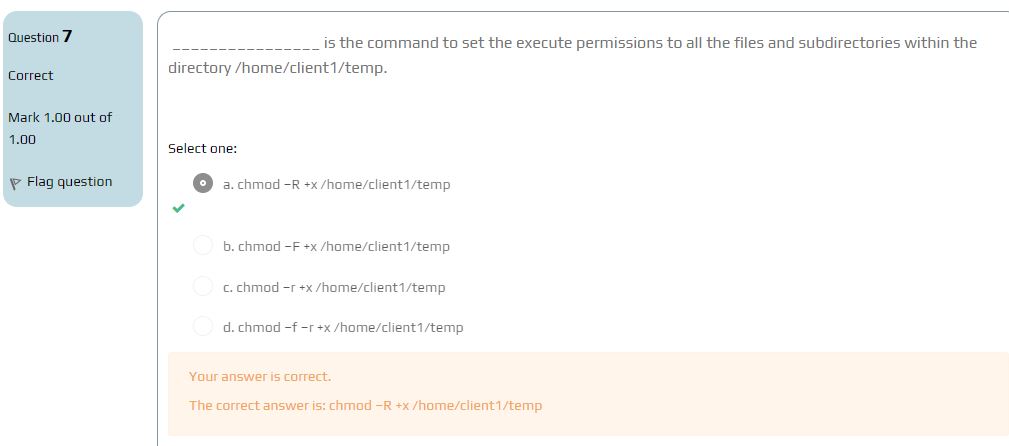 Question 7
Correct
Mark 1.00 out of
1.00
Flag question
________________ is the command to set the execute permissions to all the files and subdirectories within the
directory /home/client1/temp.
Select one:
a. chmod –R +x /home/client1/temp
b. chmod –F +x /home/client1/temp
c. chmod –r +x /home/client1/temp
d. chmod –f –r +x /home/client1/temp
Your answer is correct.
The correct answer is: chmod –R +x /home/client1/temp